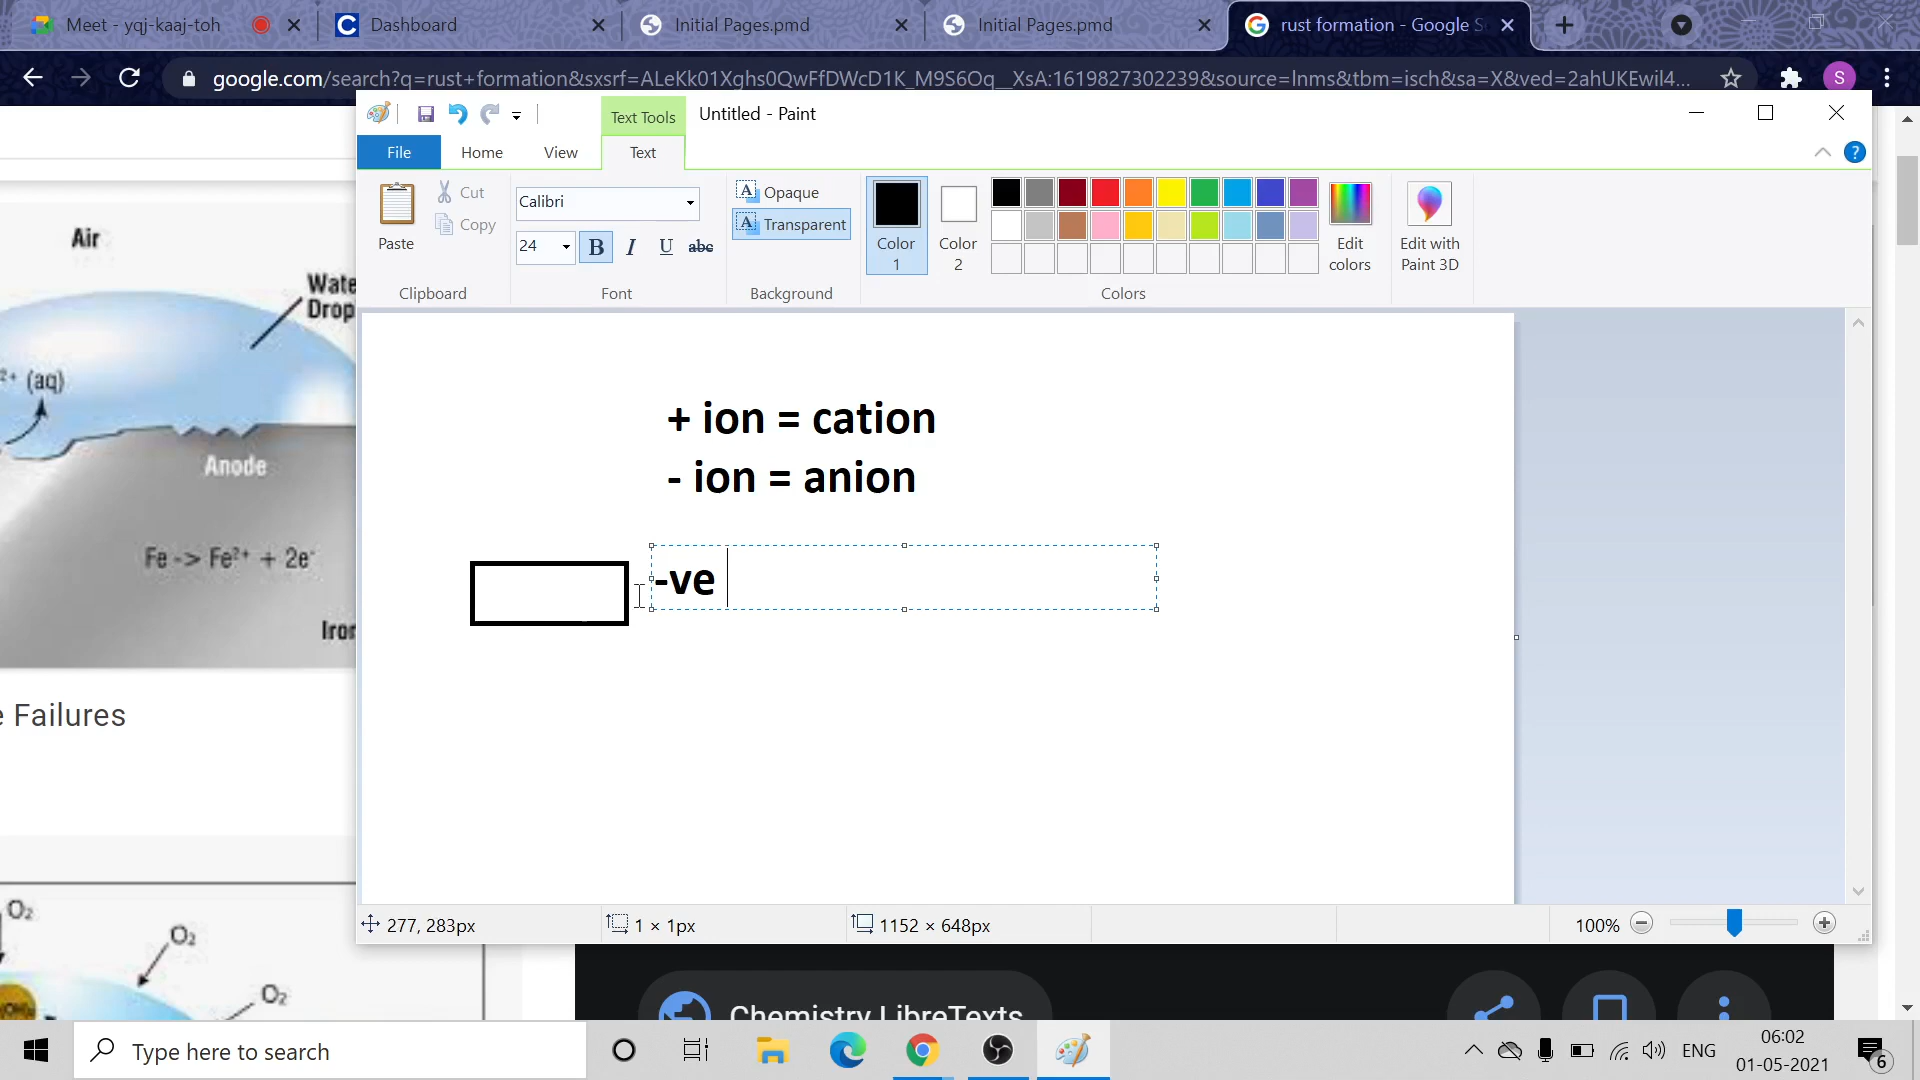 Meet - yqj-kaaj-toh
Dashboard
Initial Pages.pmd
Initial Pages.pmd
rust formation - Google S
google.com/search?q=rust+formation&sxsrf=ALeKk01Xghs0QwFfDWcD1K_M9S6Oq__XsA:1619827302239&source=lnms&tbm=isch&sa=X&ved=2ahUKEwil4...
S
Text Tools
Untitled - Paint
File
Home
View
Text
Paste
Cut
Copy
Clipboard
Calibri
24
B I U abc
Font
Opaque
Transparent
Background
Color 1
Color 2
Edit colors
Colors
Edit with Paint 3D
Air
Wate
Drop
2+ (aq)
Anode
Fe -> Fe²⁺ + 2e⁻
Iron
e Failures
+ ion = cation
- ion = anion
-ve
277, 283px
1 × 1px
1152 × 648px
100%
O₂
O₂
O₂
Chemistry LibreTexts
Type here to search
ENG
06:02
01-05-2021
6